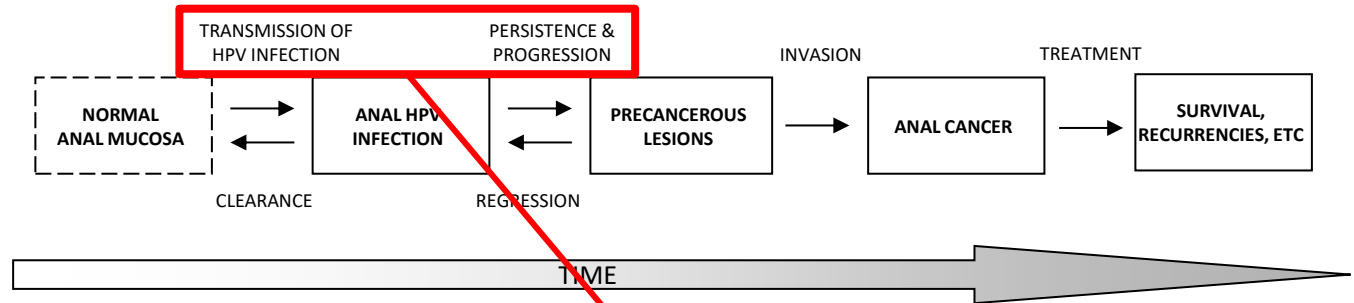 TRANSMISSION OF
HPV INFECTION
PERSISTENCE &
PROGRESSION
INVASION
TREATMENT
NORMAL
ANAL MUCOSA
ANAL HPV
INFECTION
PRECANCEROUS
LESIONS
ANAL CANCER
SURVIVAL,
RECURRENCIES, ETC
CLEARANCE
REGRESSION
TIME